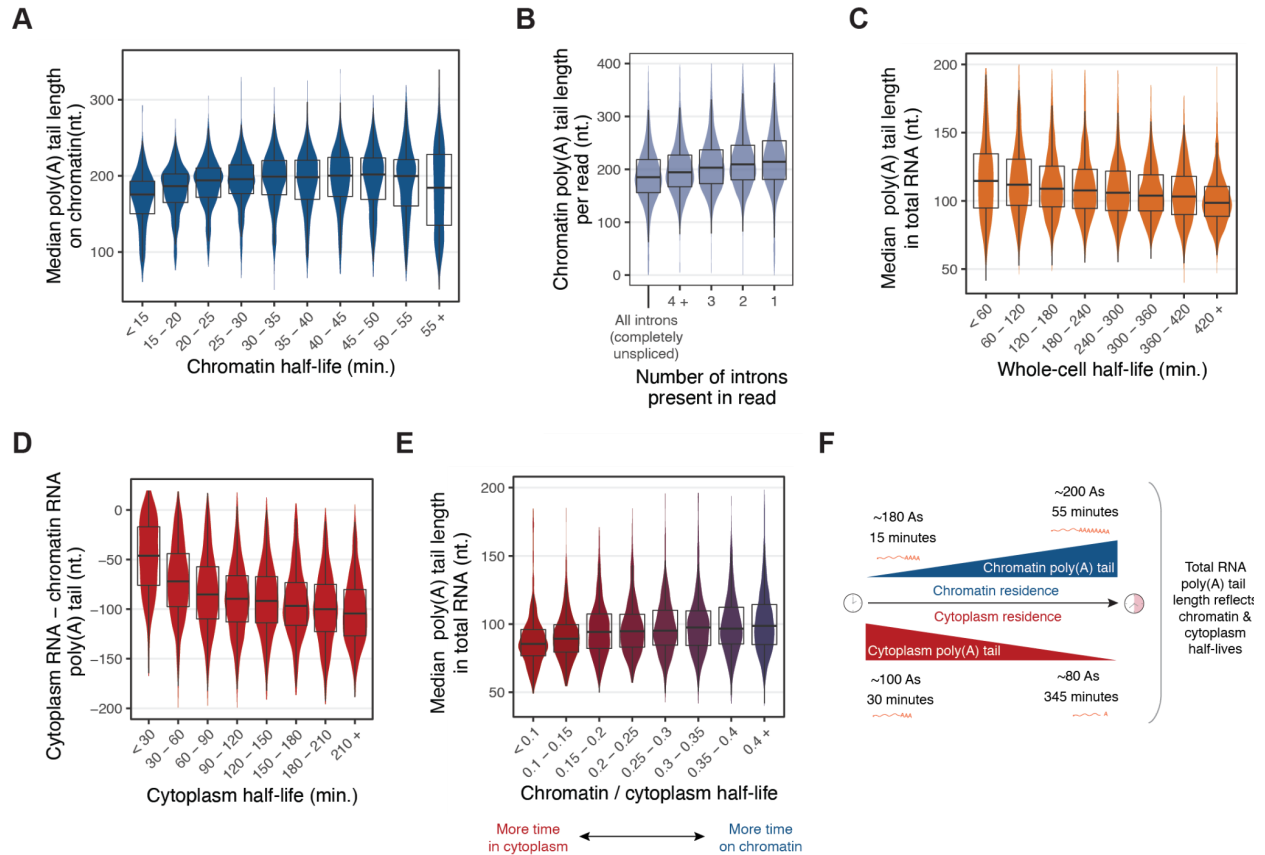 A
Median poly(A) tail length
on chromatin(nt.)
300
200
100
< 15
15 – 20
20 – 25
25 – 30
30 – 35
35 – 40
40 – 45
45 – 50
50 – 55
55 +
Chromatin half-life (min.)
B
Chromatin poly(A) tail length
per read (nt.)
400
300
200
100
0
All introns
(completely
unspliced)
4 +
3
2
1
Number of introns
present in read
C
Median poly(A) tail length
in total RNA (nt.)
200
150
100
50
< 60
60 – 120
120 – 180
180 – 240
240 – 300
300 – 360
360 – 420
420 +
Whole-cell half-life (min.)
D
Cytoplasm RNA – chromatin RNA
poly(A) tail (nt.)
0
−50
−100
−150
−200
< 30
30 – 60
60 – 90
90 – 120
120 – 150
150 – 180
180 – 210
210 +
Cytoplasm half-life (min.)
E
Median poly(A) tail length
in total RNA (nt.)
200
150
100
50
< 0.1
0.1 – 0.15
0.15 – 0.2
0.2 – 0.25
0.25 – 0.3
0.3 – 0.35
0.35 – 0.4
0.4 +
Chromatin / cytoplasm half-life
More time
in cytoplasm
More time
on chromatin
F
~180 As
15 minutes
~200 As
55 minutes
Chromatin poly(A) tail
Chromatin residence
Cytoplasm residence
Cytoplasm poly(A) tail
~100 As
30 minutes
~80 As
345 minutes
Total RNA
poly(A) tail
length reflects
chromatin &
cytoplasm
half-lives